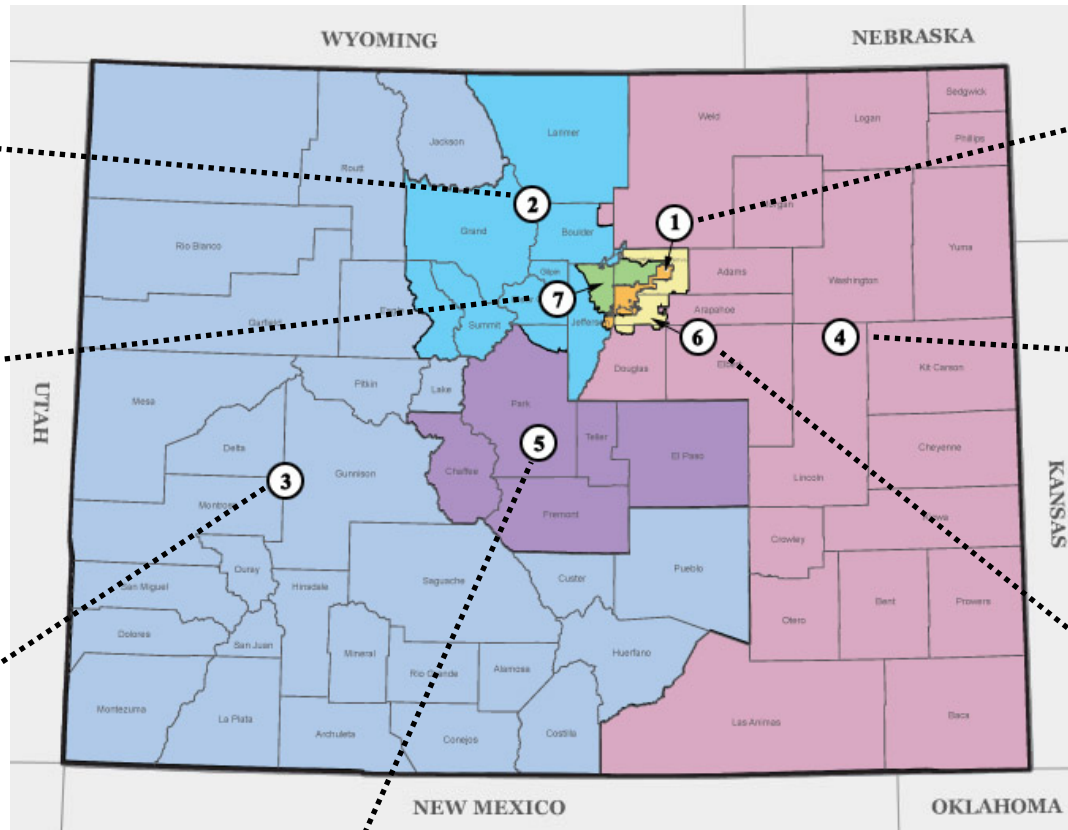 WYOMING
NEBRASKA
Sedgwick
Logan
Weld
Larimer
Phillips
Jackson
Routt
2
1
Grand
Boulder
Rio Blanco
Yuma
Gilpin
Adams
Washington
7
Arapahoe
Garfield
Summit
6
4
Douglas
Kit Carson
Pitkin
Lake
UTAH
Mesa
Park
Teller
Delta
5
El Paso
Cheyenne
Chaffee
Gunnison
3
Lincoln
KANSAS
Fremont
Crowley
Ouray
Pueblo
Saguache
Custer
San Miguel
Hinsdale
Bent
Prowers
Otero
Dolores
San Juan
Mineral
Huerfano
Alamosa
Rio Grande
Montezuma
La Plata
Las Animas
Baca
Archuleta
Conejos
Costilla
NEW MEXICO
OKLAHOMA